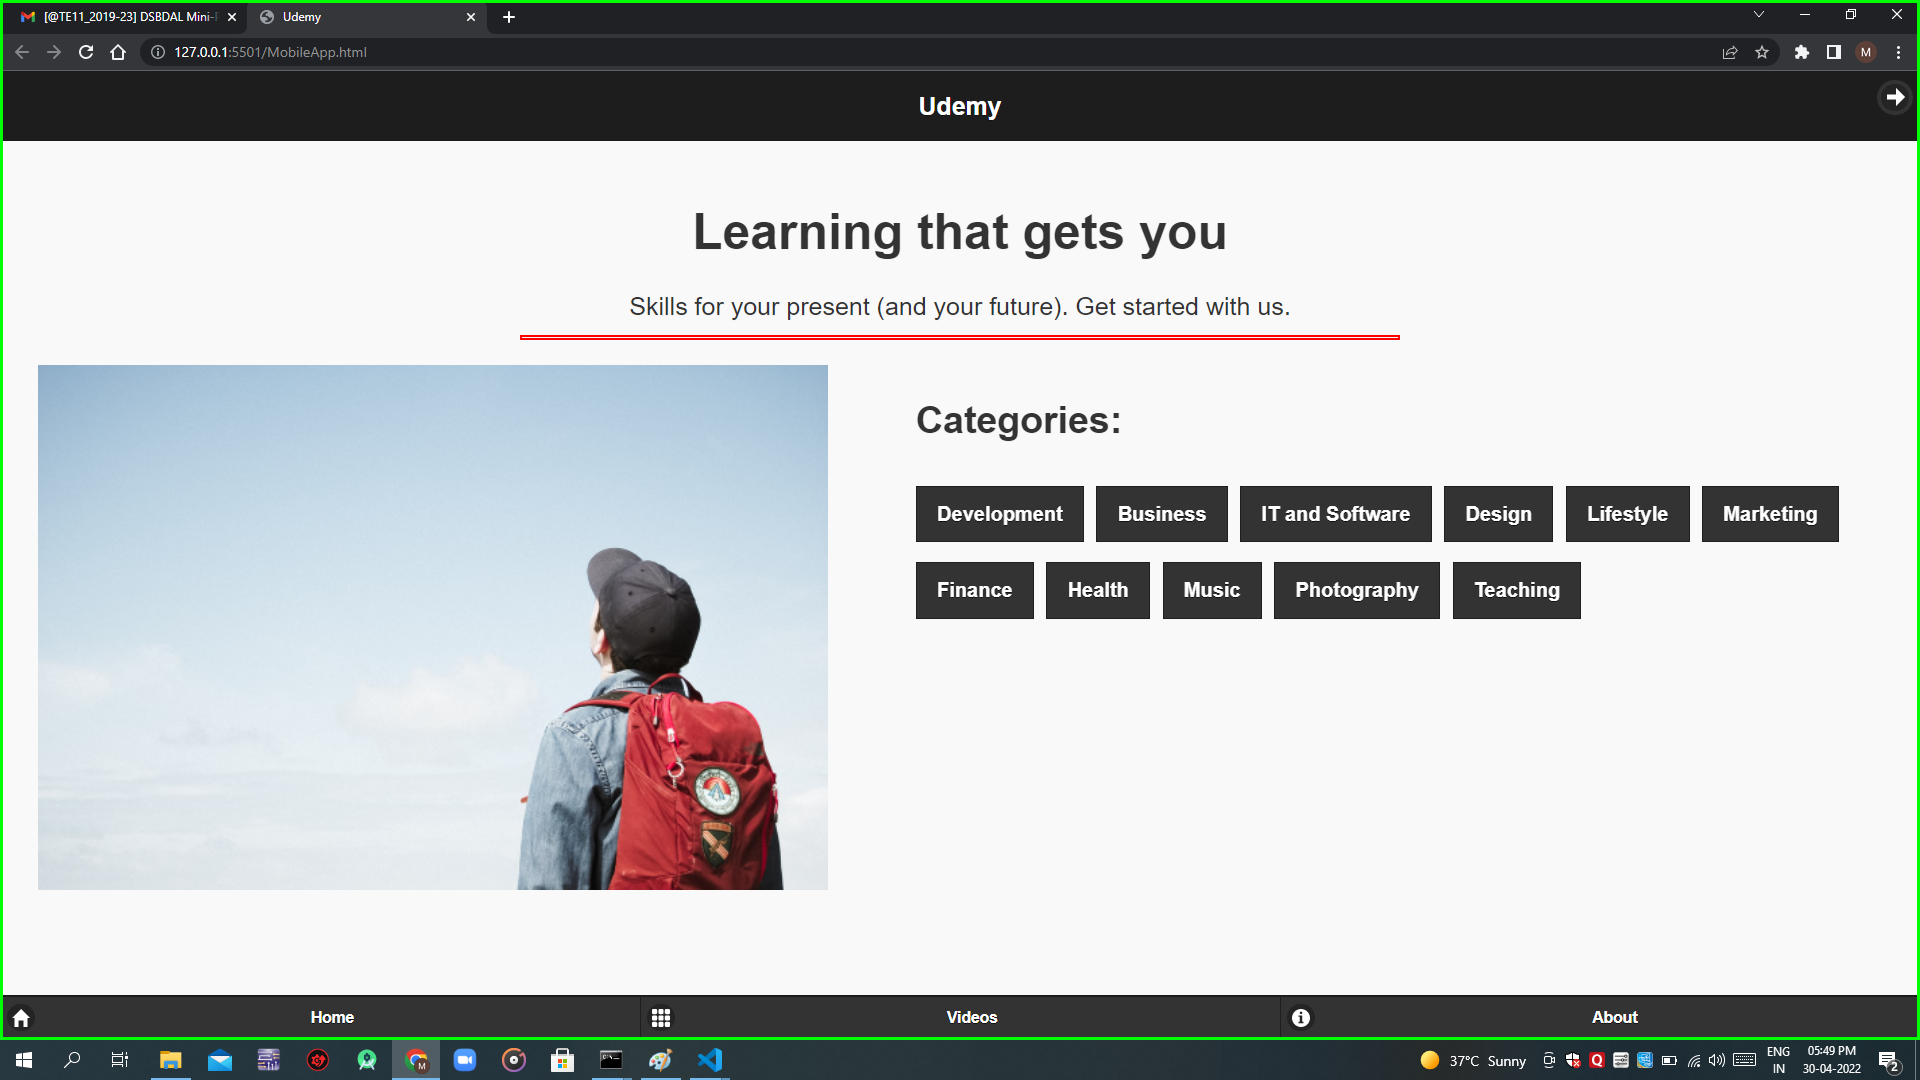 [@TE11_2019-23] DSBDAL Mini-
Udemy
127.0.0.1:5501/MobileApp.html
M
Udemy
Learning that gets you
Skills for your present (and your future). Get started with us.
Categories:
Development Business IT and Software Design Lifestyle Marketing
Finance Health Music Photography Teaching
Home Videos About
37°C Sunny
ENG
IN
05:49 PM
30-04-2022
2